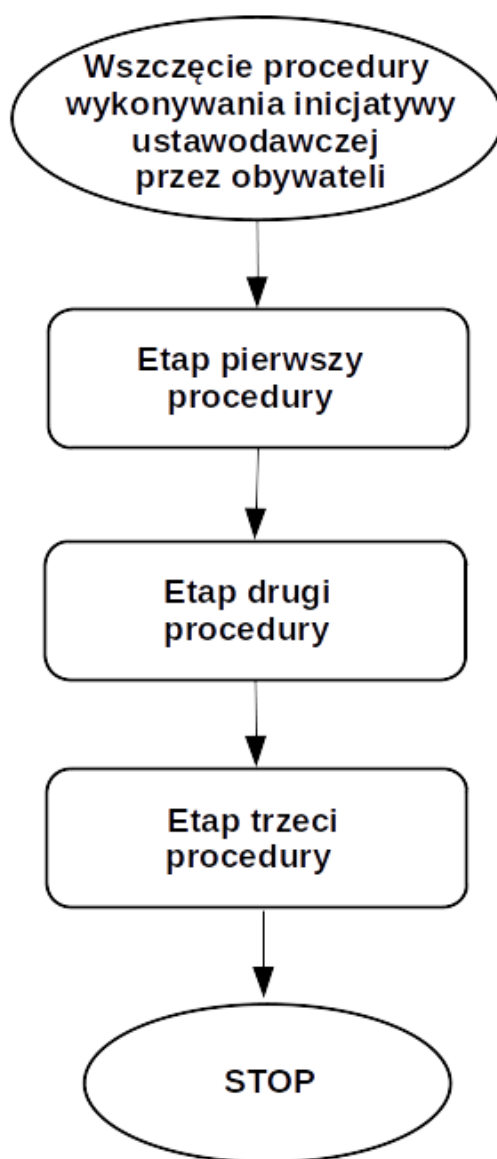 Wszczęcie procedury
wykonywania inicjatywy
ustawodawczej
przez obywateli
Etap pierwszy
procedury
Etap drugi
procedury
Etap trzeci
procedury
STOP